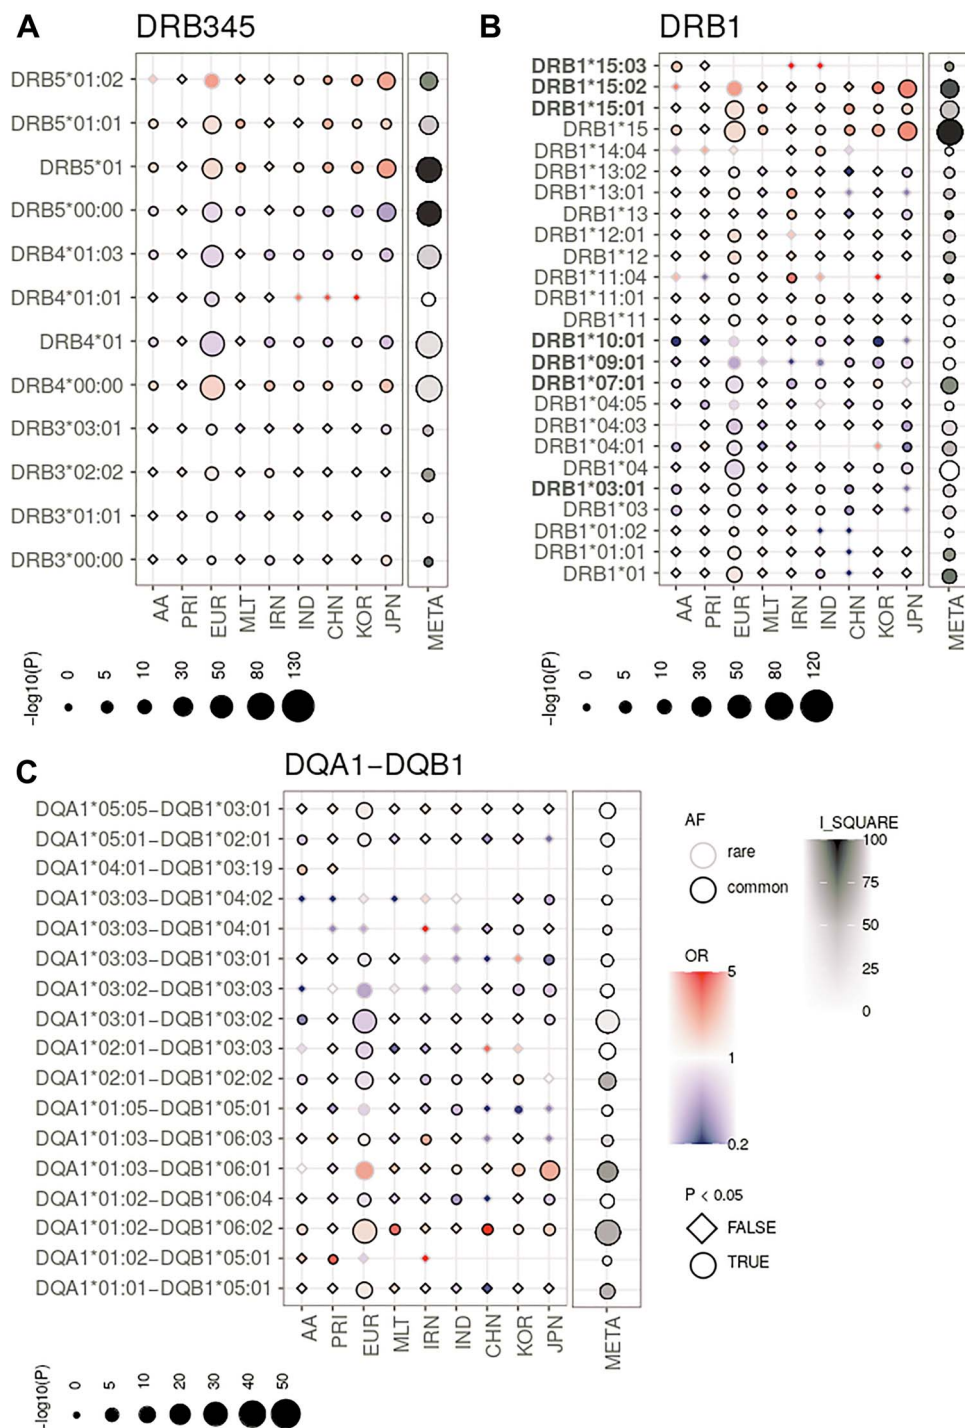 A
DRB345
DRB5*01:02
DRB5*01:01
DRB5*01
DRB5*00:00
DRB4*01:03
DRB4*01:01
DRB4*01
DRB4*00:00
DRB3*03:01
DRB3*02:02
DRB3*01:01
DRB3*00:00
AA PRI EUR MLT IRN IND CHN KOR JPN META
−log10(P) 0 5 10 30 50 80 130
B
DRB1
DRB1*15:03
DRB1*15:02
DRB1*15:01
DRB1*15
DRB1*14:04
DRB1*13:02
DRB1*13:01
DRB1*13
DRB1*12:01
DRB1*12
DRB1*11:04
DRB1*11:01
DRB1*11
DRB1*10:01
DRB1*09:01
DRB1*07:01
DRB1*04:05
DRB1*04:03
DRB1*04:01
DRB1*04
DRB1*03:01
DRB1*03
DRB1*01:02
DRB1*01:01
DRB1*01
AA PRI EUR MLT IRN IND CHN KOR JPN META
−log10(P) 0 5 10 30 50 80 120
C
DQA1−DQB1
DQA1*05:05−DQB1*03:01
DQA1*05:01−DQB1*02:01
DQA1*04:01−DQB1*03:19
DQA1*03:03−DQB1*04:02
DQA1*03:03−DQB1*04:01
DQA1*03:03−DQB1*03:01
DQA1*03:02−DQB1*03:03
DQA1*03:01−DQB1*03:02
DQA1*02:01−DQB1*03:03
DQA1*02:01−DQB1*02:02
DQA1*01:05−DQB1*05:01
DQA1*01:03−DQB1*06:03
DQA1*01:03−DQB1*06:01
DQA1*01:02−DQB1*06:04
DQA1*01:02−DQB1*06:02
DQA1*01:02−DQB1*05:01
DQA1*01:01−DQB1*05:01
AA PRI EUR MLT IRN IND CHN KOR JPN META
−log10(P) 0 5 10 20 30 40 50
AF
rare
common
OR
5
1
0.2
P < 0.05
FALSE
TRUE
I_SQUARE
100
75
50
25
0